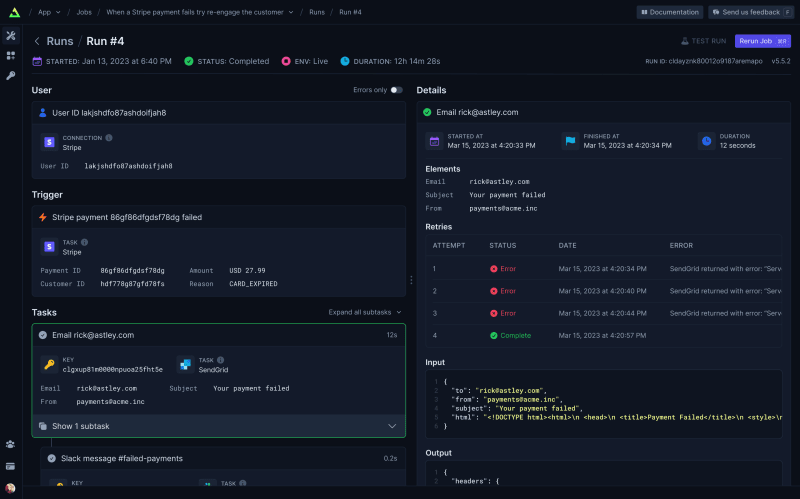 App / Jobs / When a Stripe payment fails try re-engage the customer / Runs / Run #4
Documentation
Send us feedback F
Runs / Run #4
TEST RUN
Rerun Job ⌘R
STARTED: Jan 13, 2023 at 6:40 PM
STATUS: Completed
ENV: Live
DURATION: 12h 14m 28s
RUN ID: cldayznk80012o9187aremapo
v5.5.2
User
Errors only
User ID lakjshdfo87ashdoifjah8
CONNECTION
Stripe
User ID lakjshdfo87ashdoifjah8
Trigger
Stripe payment 86gf86dfgdsf78dg failed
TASK
Stripe
Payment ID 86gf86dfgdsf78dg Amount USD 27.99
Customer ID hdf778g87gfd78fs Reason CARD_EXPIRED
Tasks
Expand all subtasks
Email rick@astley.com 12s
KEY
clgxup81m0000npuoa25fht5e
TASK
SendGrid
Email rick@astley.com Subject Your payment failed
From payments@acme.inc
Show 1 subtask
Slack message #failed-payments 0.2s
KEY
TASK
Details
Email rick@astley.com
STARTED AT
Mar 15, 2023 at 4:20:33 PM
FINISHED AT
Mar 15, 2023 at 4:20:34 PM
DURATION
12 seconds
Elements
Email rick@astley.com
Subject Your payment failed
From payments@acme.inc
Retries
ATTEMPT STATUS DATE ERROR
1 Error Mar 15, 2023 at 4:20:34 PM SendGrid returned with error: "Serv
2 Error Mar 15, 2023 at 4:20:40 PM SendGrid returned with error: "Serv
3 Error Mar 15, 2023 at 4:20:44 PM SendGrid returned with error: "Serv
4 Complete Mar 15, 2023 at 4:20:57 PM
Input
1 {
2 "to": "rick@astley.com",
3 "from": "payments@acme.inc",
4 "subject": "Your payment failed",
5 "html": "<!DOCTYPE html><html>\n <head>\n <title>Payment Failed</title>\n <style>\n
6 }
Output
1 {
2 "headers": {